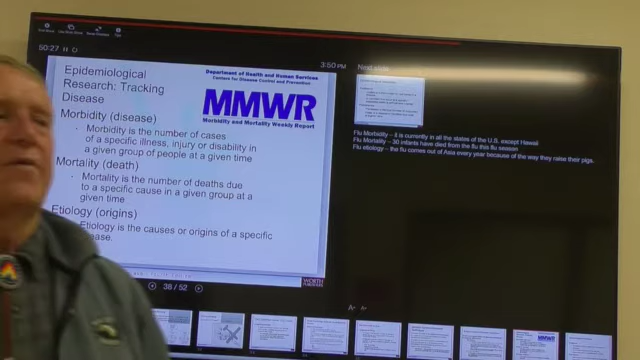 50:27
3:50 PM
Next slide
Epidemiological
Research: Tracking
Disease
Department of Health and Human Services
Centers for Disease Control and Prevention
MMWR
Morbidity and Mortality Weekly Report
Morbidity (disease)
Morbidity is the number of cases
of a specific illness, injury or disability in
a given group of people at a given time
Mortality (death)
Mortality is the number of deaths due
to a specific cause in a given group at a
given time
Etiology (origins)
Etiology is the causes or origins of a specific
WORTH
Flu Morbidity - it is currently in all the states of the U.S. except Hawaii
Flu Mortality - 30 infants have died from the flu this flu season
Flu etiology - the flu comes out of Asia every year because of the way they raise their pigs.
38 / 52
MMWR